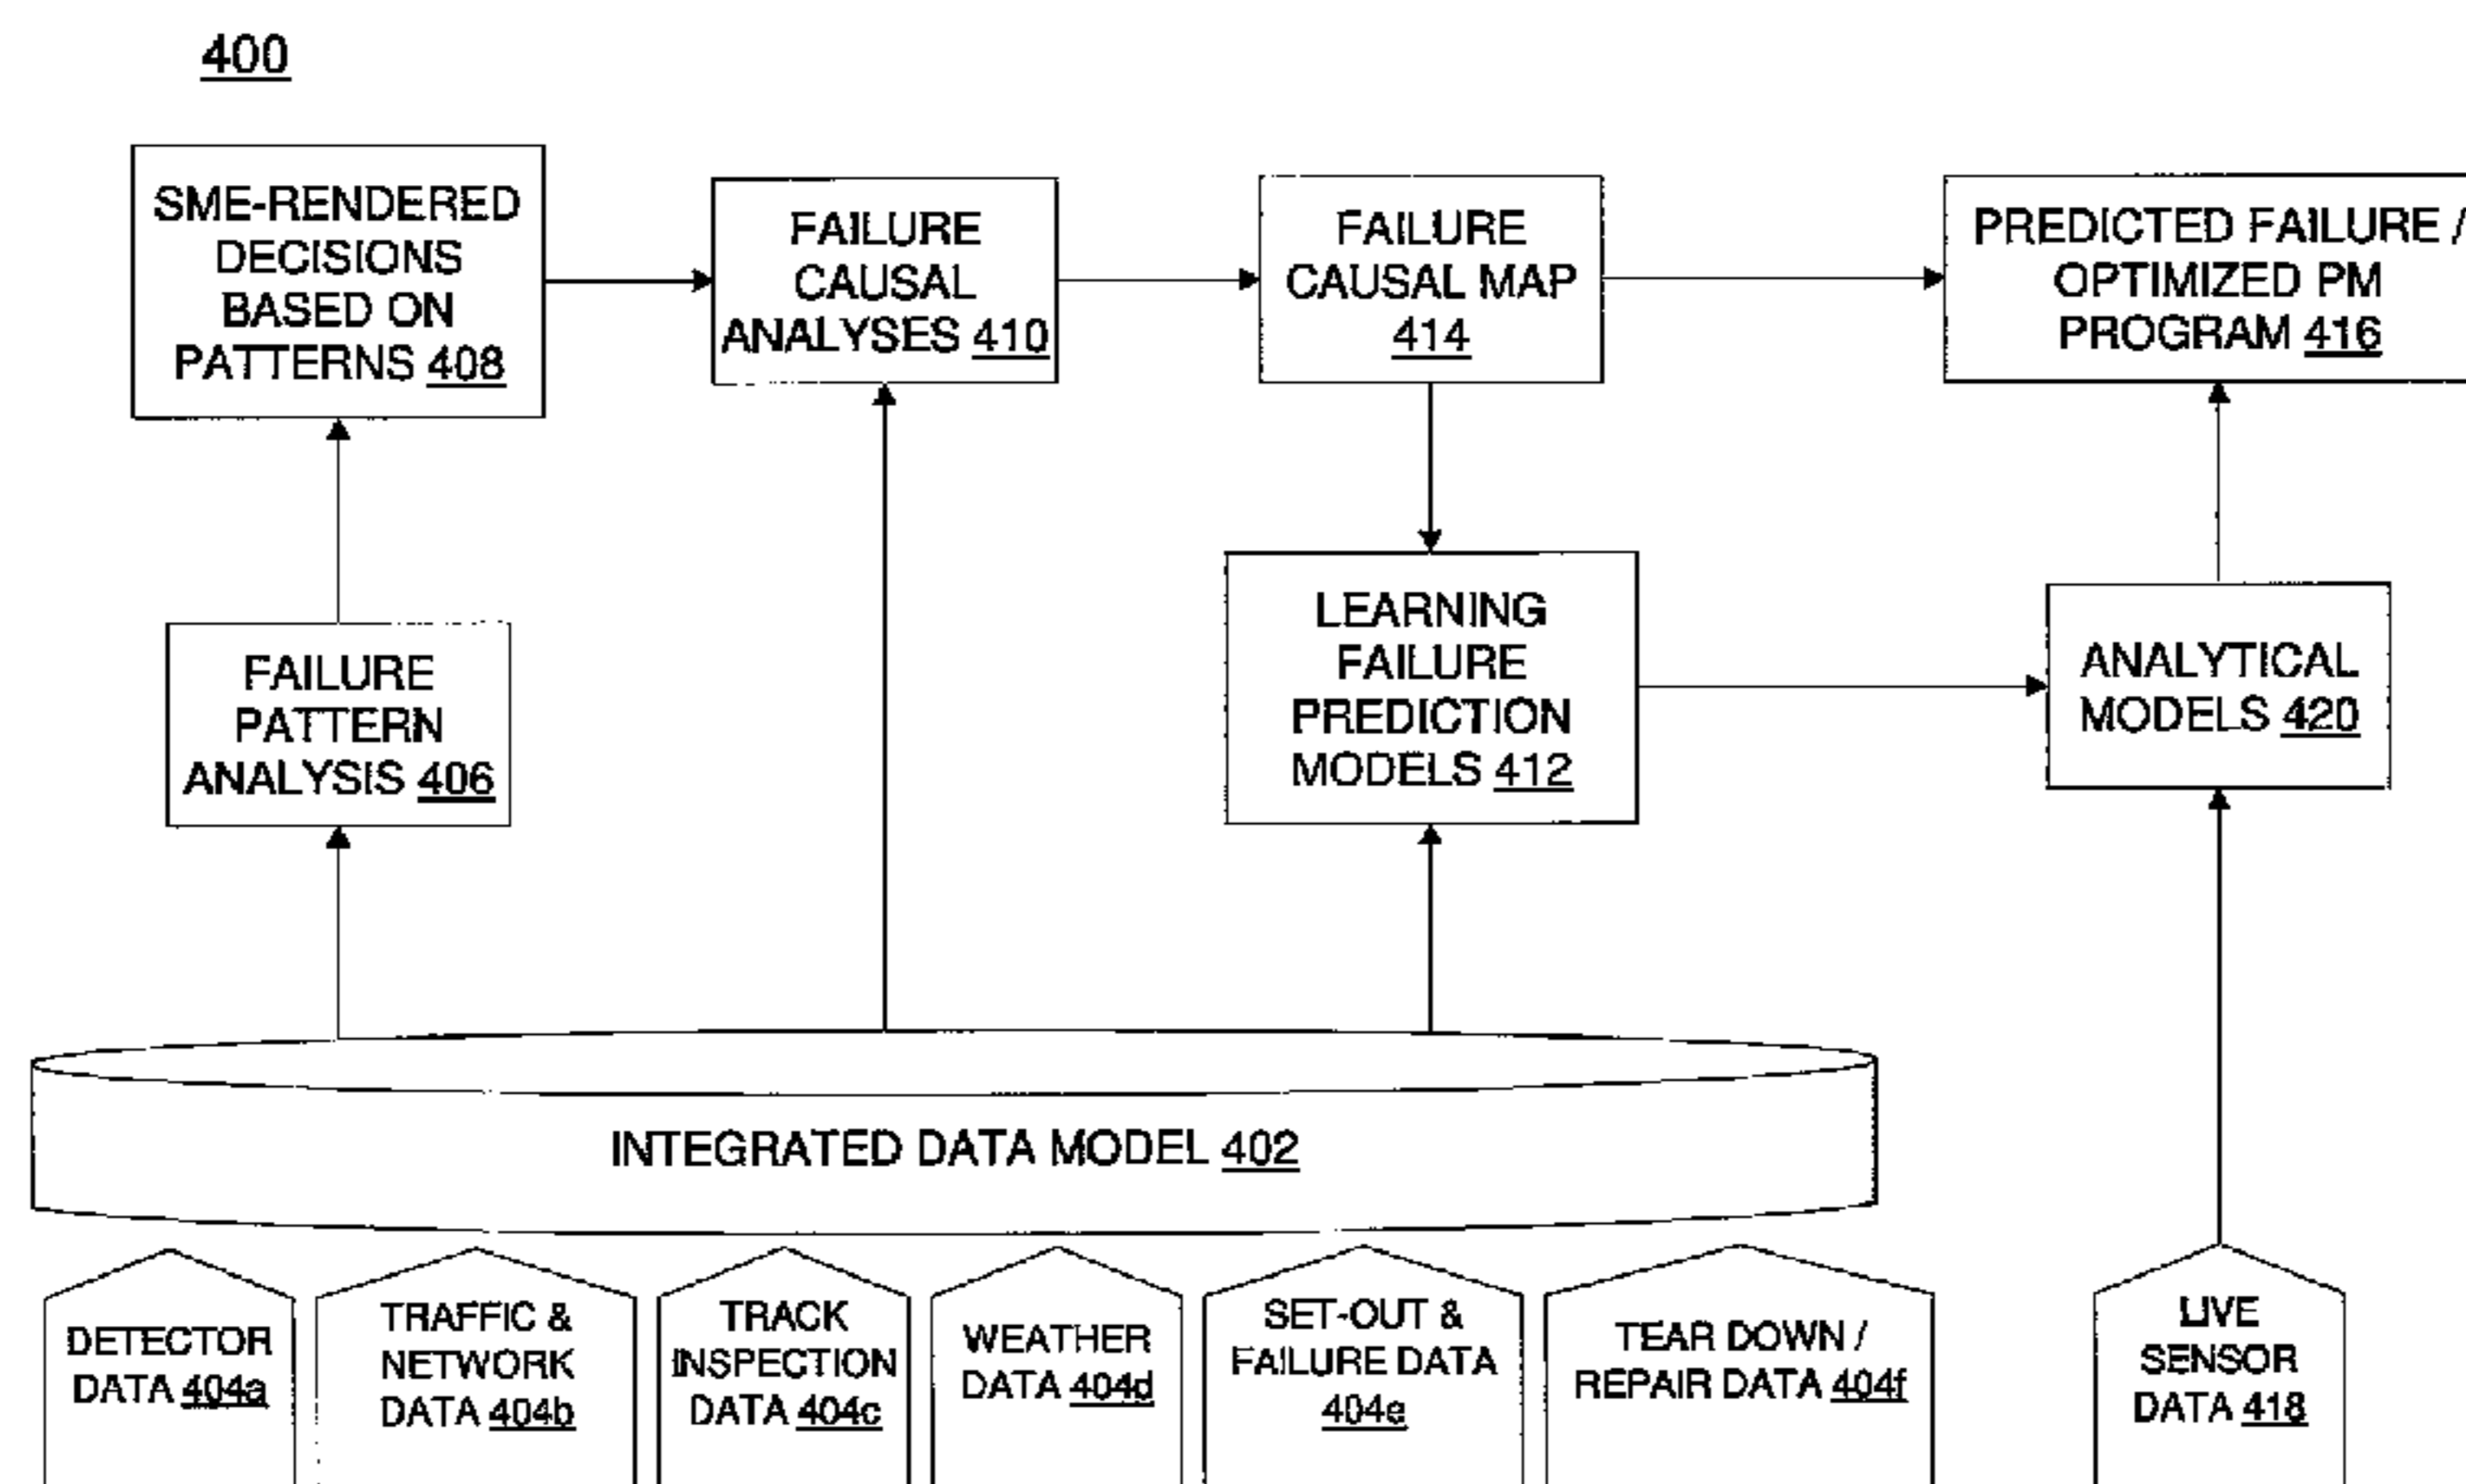 400
SME-RENDERED
DECISIONS
BASED ON
PATTERNS 408
FAILURE
CAUSAL
ANALYSES 410
FAILURE
CAUSAL MAP
414
PREDICTED FAILURE /
OPTIMIZED PM
PROGRAM 416
FAILURE
PATTERN
ANALYSIS 406
LEARNING
FAILURE
PREDICTION
MODELS 412
ANALYTICAL
MODELS 420
INTEGRATED DATA MODEL 402
DETECTOR
DATA 404a
TRAFFIC &
NETWORK
DATA 404b
TRACK
INSPECTION
DATA 404c
WEATHER
DATA 404d
SET-OUT &
FAILURE DATA
404e
TEAR DOWN /
REPAIR DATA 404f
LIVE
SENSOR
DATA 418